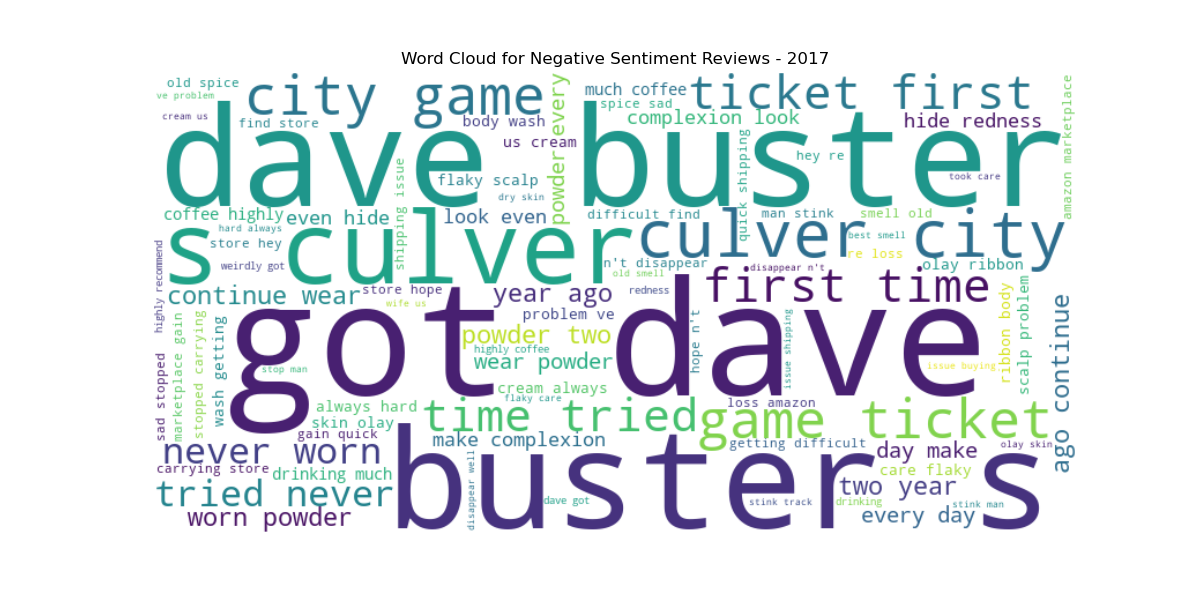 Word Cloud for Negative Sentiment Reviews - 2017
old spice
ve problem
cream us
find store
city game
body wash
us cream
powder every
much coffee
spice sad
complexion look
ticket first
hide redness
amazon marketplace
dave buster
flaky scalp
dry skin
quick shipping
hey re
took care
coffee highly
even hide
look even
difficult find
man stink
smell old
hard always
store hey
weirdly got
shipping issue
s culver
culver city
best smell
re loss
n't disappear
old smell
disappear n't
olay ribbon
highly recommend
continue wear
store hope
wife us
year ago
problem ve
redness
first time
got dave
powder two
highly coffee
wear powder
cream always
flaky care
stop man
hope n't
issue shipping
issue buying
ribbon body
scalp problem
ago continue
sad stopped
marketplace gain
stopped carrying
wash getting
always hard
skin olay
gain quick
time tried
loss amazon
game ticket
never worn
make complexion
getting difficult
day make
olay skin
carrying store
drinking much
care flaky
buster s
disappear well
dave got
tried never
two year
stink track
drinking
stink man
worn powder
every day